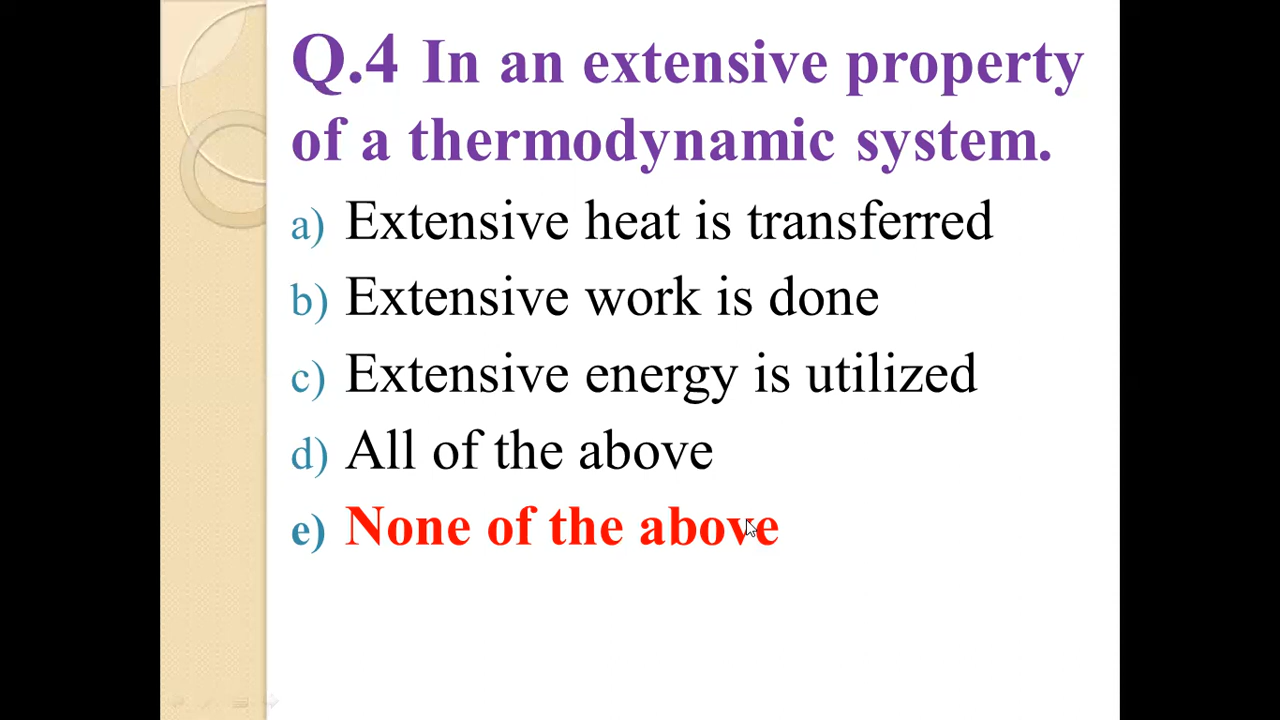 Q.4 In an extensive property
of a thermodynamic system.
a) Extensive heat is transferred
b) Extensive work is done
c) Extensive energy is utilized
d) All of the above
e) None of the above